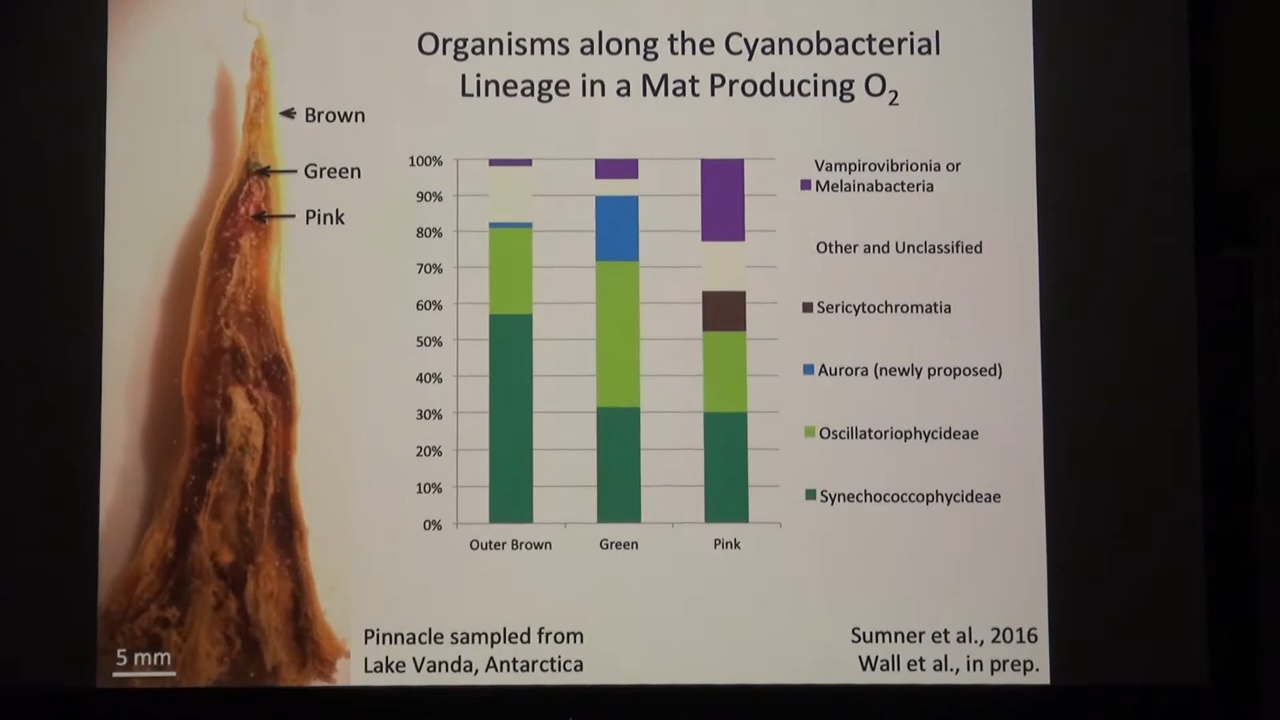 Organisms along the Cyanobacterial
Lineage in a Mat Producing O₂
Brown
Green
Pink
100%
90%
80%
70%
60%
50%
40%
30%
20%
10%
0%
Outer Brown
Green
Pink
Vampirovibrionia or
Melainabacteria
Other and Unclassified
Sericytochromatia
Aurora (newly proposed)
Oscillatoriophycideae
Synechococcophycideae
5 mm
Pinnacle sampled from
Lake Vanda, Antarctica
Sumner et al., 2016
Wall et al., in prep.